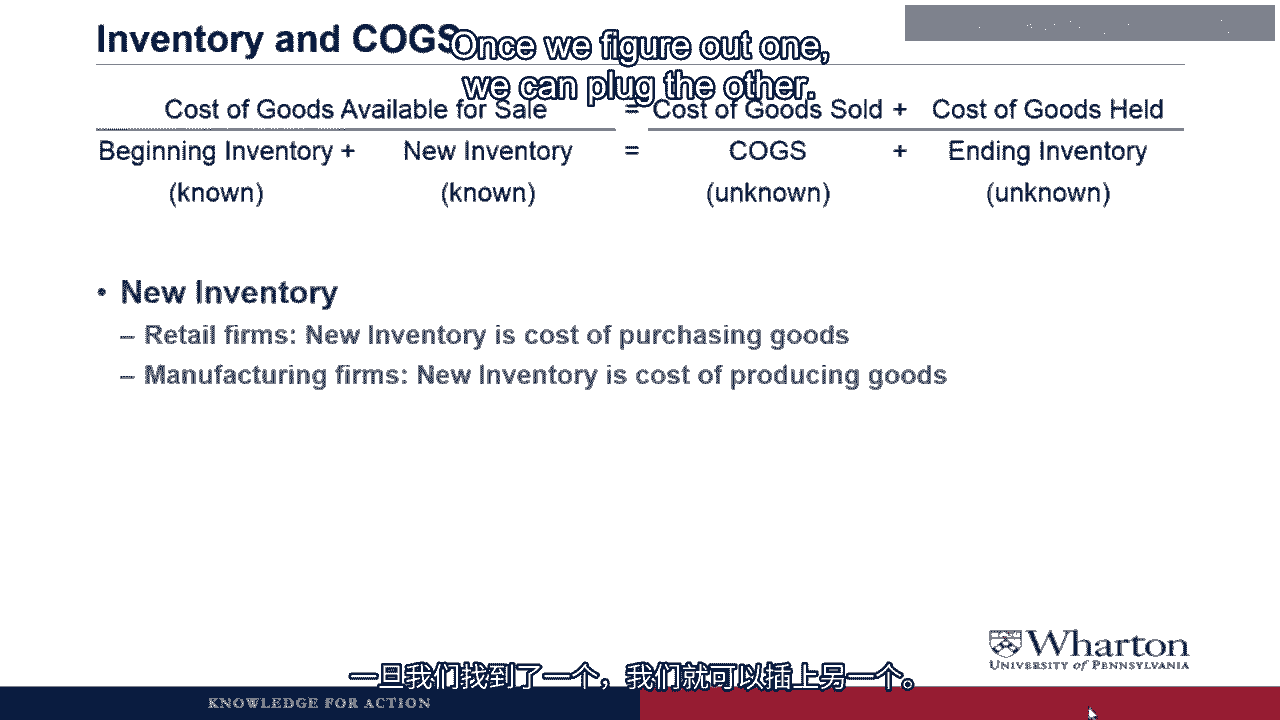 Inventory and COGS
Once we figure out one,
we can plug the other.
Cost of Goods Available for Sale = Cost of Goods Sold + Cost of Goods Held
Beginning Inventory + New Inventory = COGS + Ending Inventory
(known) (known) (unknown) (unknown)
• New Inventory
– Retail firms: New Inventory is cost of purchasing goods
– Manufacturing firms: New Inventory is cost of producing goods
Wharton
UNIVERSITY of PENNSYLVANIA
一旦我们找到了一个，我们就可以插上另一个。
KNOWLEDGE FOR ACTION